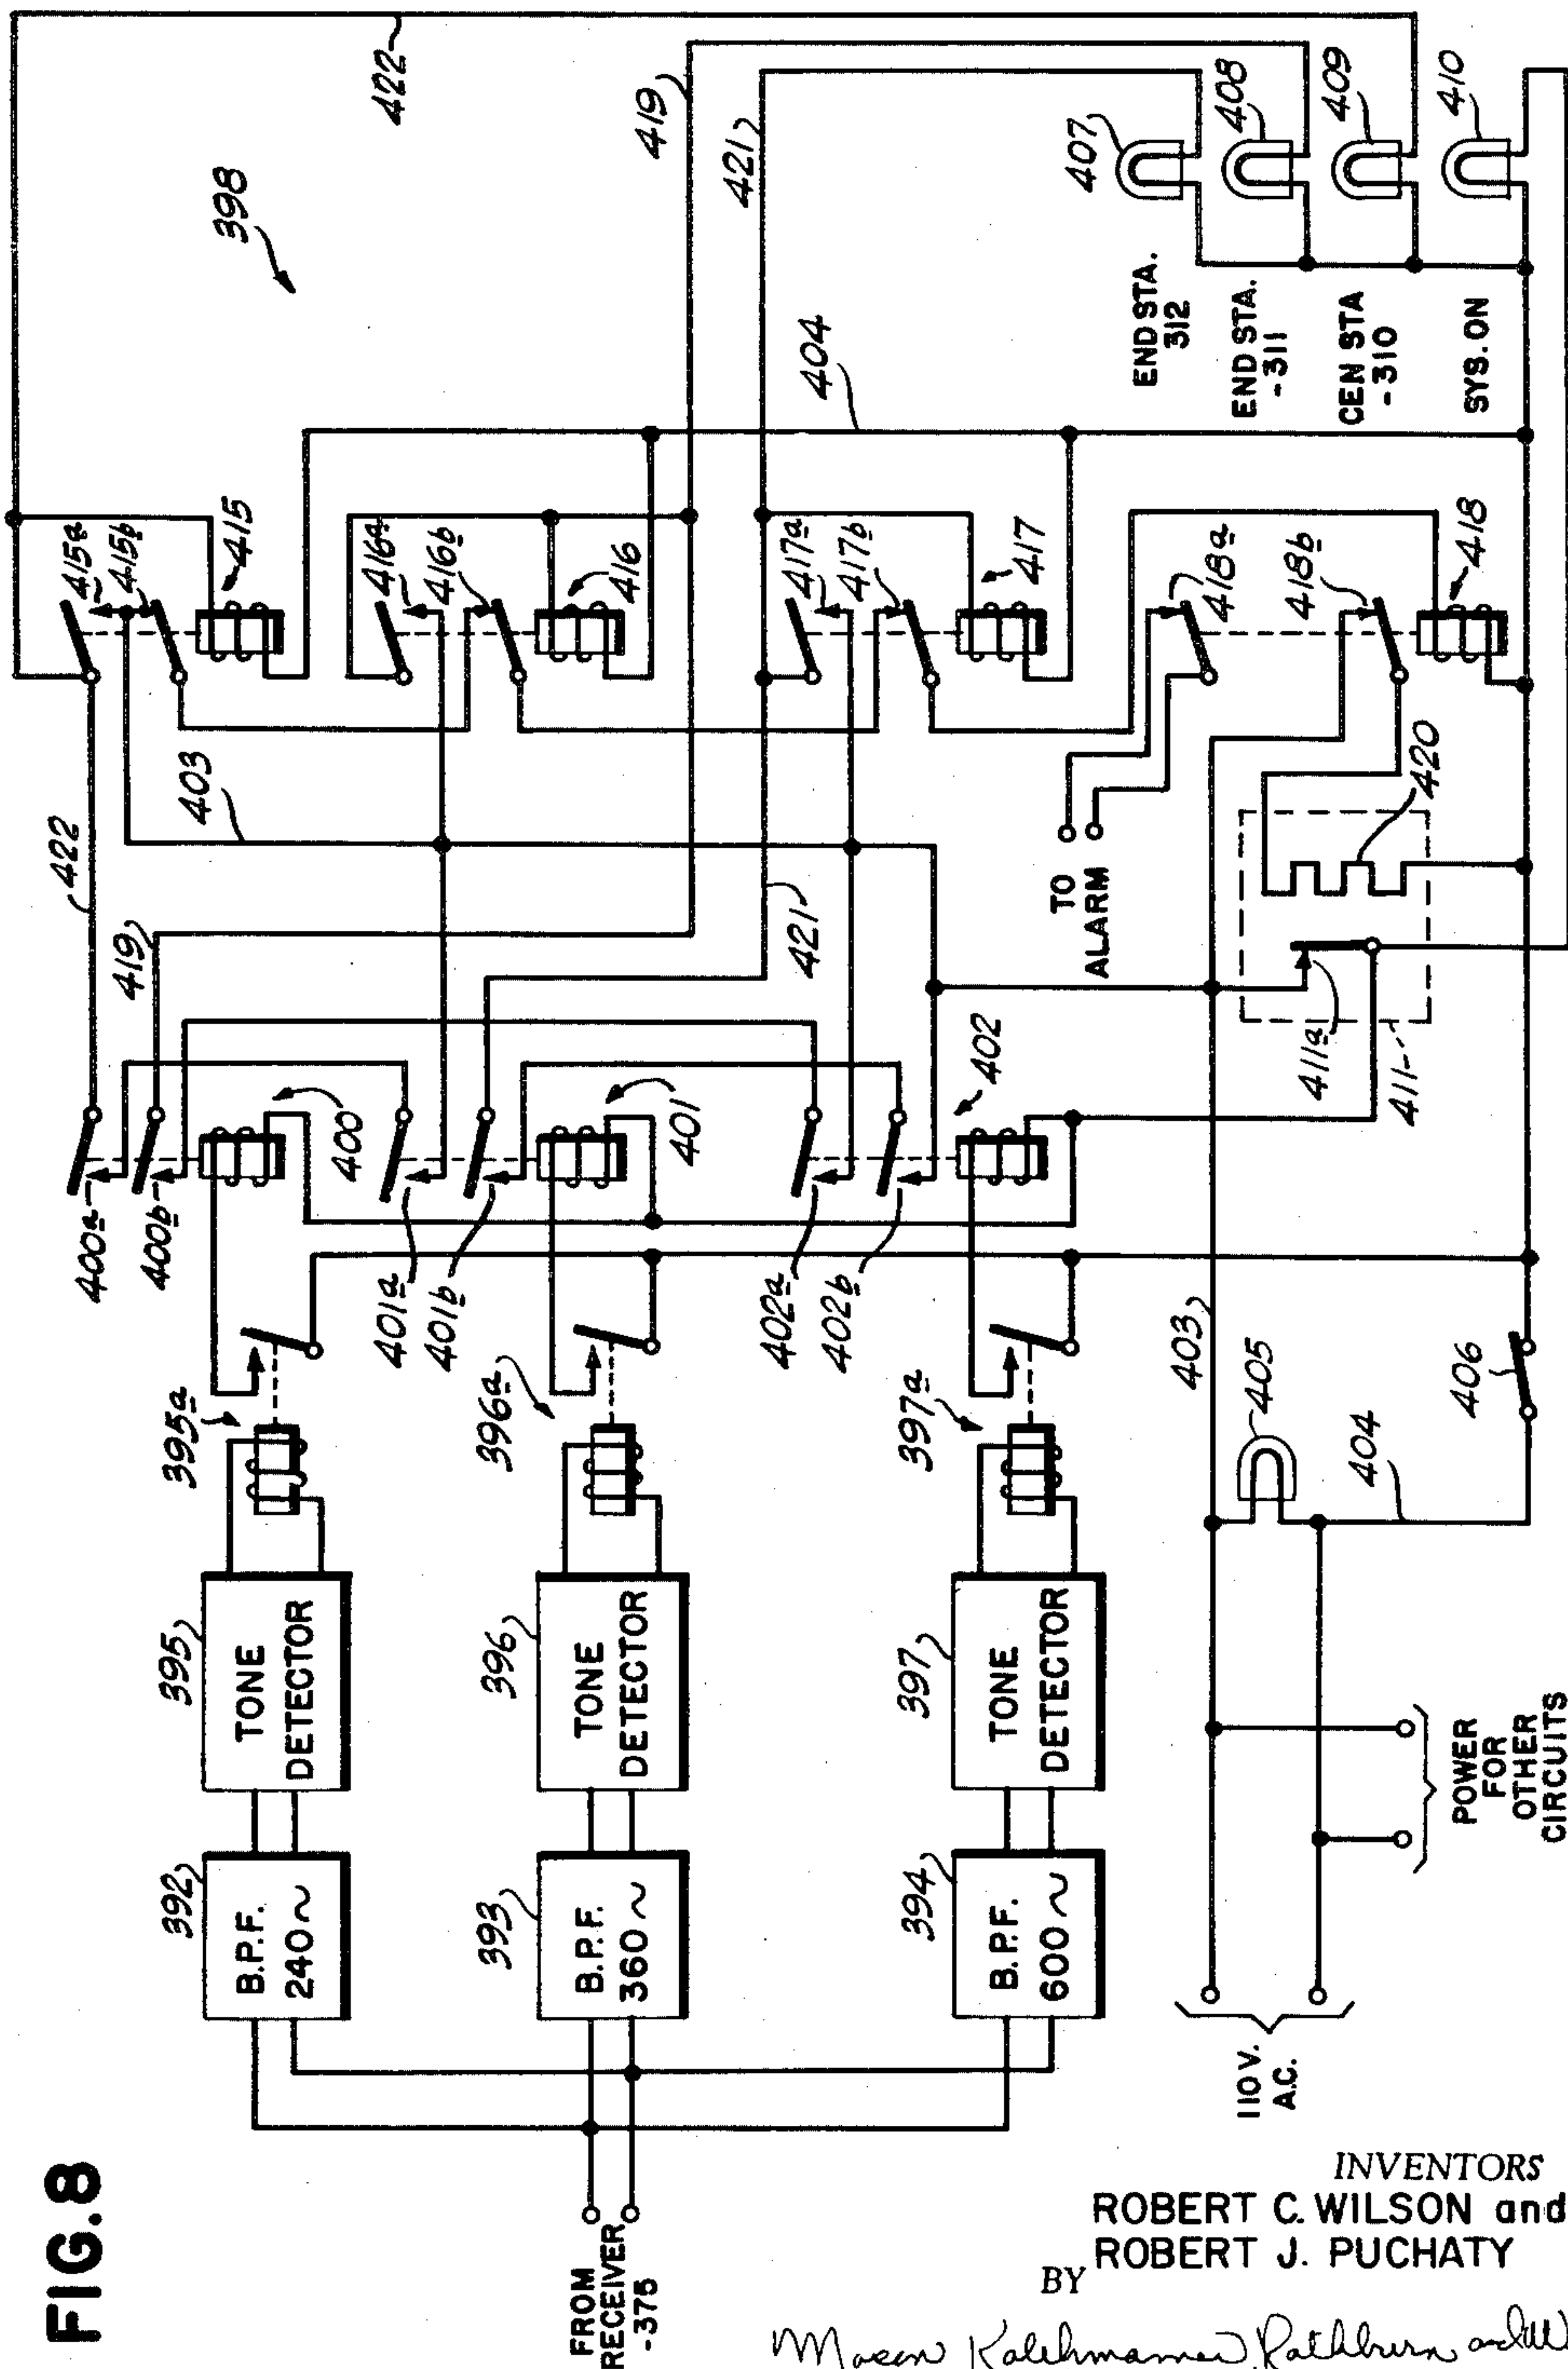 FIG.8
398
422
419
421
404
407
408
409
410
END STA.
312
END STA.
-311
CEN STA
-310
SYS. ON
415a
415b
415
416a
416b
416
417a
417b
417
418a
418b
418
422
419
403
421
TO
ALARM
420
411a
411
400a
400b
400
401a
401b
401
402a
402b
402
395a
396a
397a
403
405
404
406
395
TONE
DETECTOR
396
TONE
DETECTOR
397
TONE
DETECTOR
392
B.P.F.
240~
393
B.P.F.
360~
394
B.P.F.
600~
FROM
RECEIVER
-375
110 V.
A.C.
POWER
FOR
OTHER
CIRCUITS
INVENTORS
ROBERT C. WILSON and
ROBERT J. PUCHATY
BY
Mason Kolehmainen, Rathburn and W